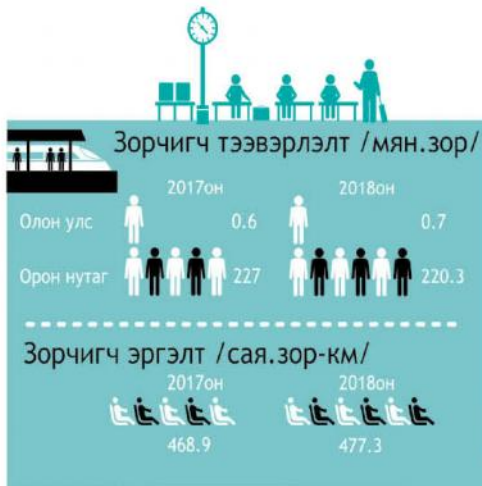 Зорчигч тээвэрлэлт /мян.зор/
2017он 2018он
Олон улс 0.6 0.7
Орон нутаг 227 220.3
Зорчигч эргэлт /сая.зор-км/
2017он 2018он
468.9 477.3